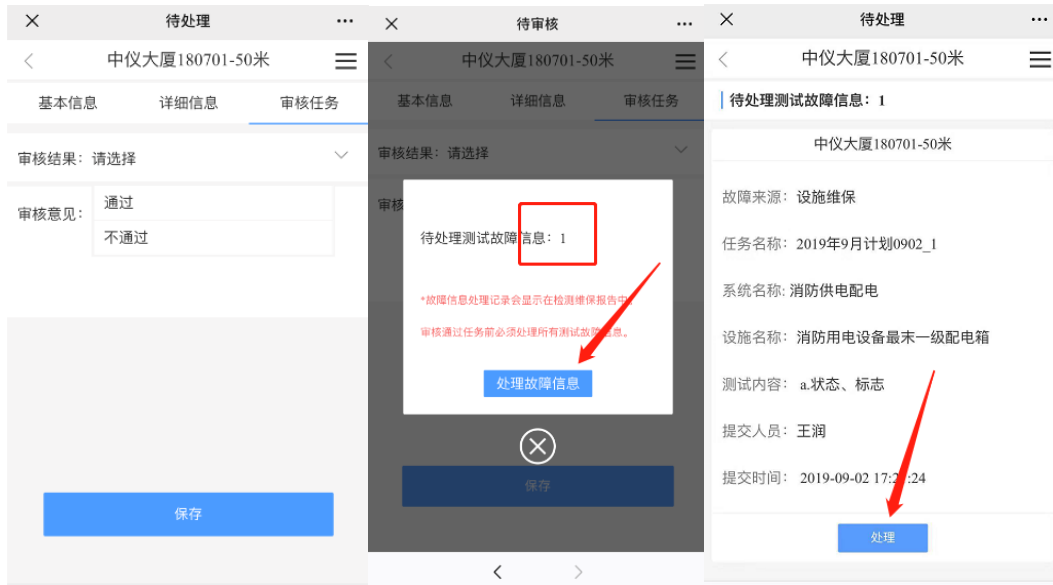 待处理
中仪大厦180701-50米
基本信息 详细信息 审核任务
审核结果：请选择
审核意见：
通过
不通过
保存
待审核
中仪大厦180701-50米
基本信息 详细信息 审核任务
审核结果：请选择
审核
待处理测试故障信息：1
*故障信息处理记录会显示在检测维保报告中，
审核通过任务前必须处理所有测试故障信息。
处理故障信息
保存
待处理
中仪大厦180701-50米
待处理测试故障信息：1
中仪大厦180701-50米
故障来源：设施维保
任务名称：2019年9月计划0902_1
系统名称:消防供电配电
设施名称：消防用电设备最末一级配电箱
测试内容：a.状态、标志
提交人员：王润
提交时间：2019-09-02 17:2 :24
处理